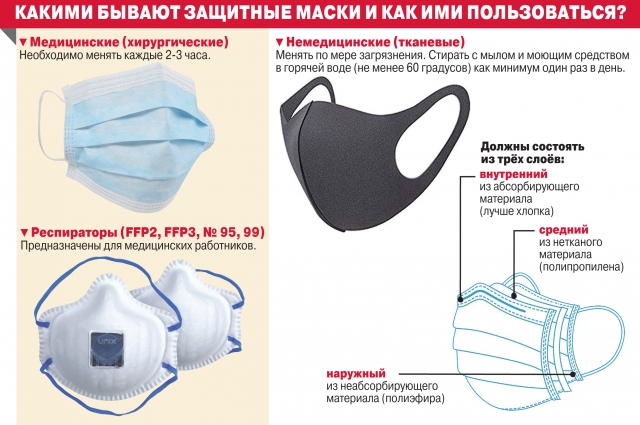 КАКИМИ БЫВАЮТ ЗАЩИТНЫЕ МАСКИ И КАК ИМИ ПОЛЬЗОВАТЬСЯ?
▼ Медицинские (хирургические)
Необходимо менять каждые 2-3 часа.
▼ Респираторы (FFP2, FFP3, № 95, 99)
Предназначены для медицинских работников.
UNIX
▼ Немедицинские (тканевые)
Менять по мере загрязнения. Стирать с мылом и моющим средством
в горячей воде (не менее 60 градусов) как минимум один раз в день.
Должны состоять
из трёх слоёв:
внутренний
из абсорбирующего
материала
(лучше хлопка)
средний
из нетканого
материала
(полипропилена)
наружный
из неабсорбирующего
материала (полиэфира)